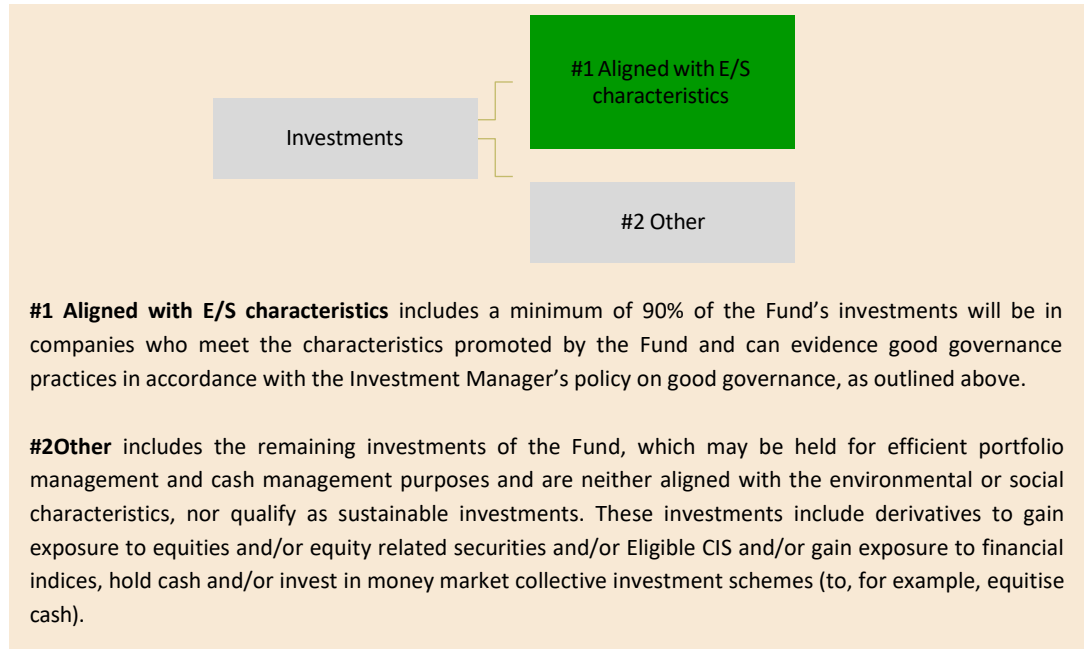 #1 Aligned with E/S
characteristics
Investments
#2 Other
#1 Aligned with E/S characteristics includes a minimum of 90% of the Fund’s investments will be in
companies who meet the characteristics promoted by the Fund and can evidence good governance
practices in accordance with the Investment Manager’s policy on good governance, as outlined above.
#2Other includes the remaining investments of the Fund, which may be held for efficient portfolio
management and cash management purposes and are neither aligned with the environmental or social
characteristics, nor qualify as sustainable investments. These investments include derivatives to gain
exposure to equities and/or equity related securities and/or Eligible CIS and/or gain exposure to financial
indices, hold cash and/or invest in money market collective investment schemes (to, for example, equitise
cash).